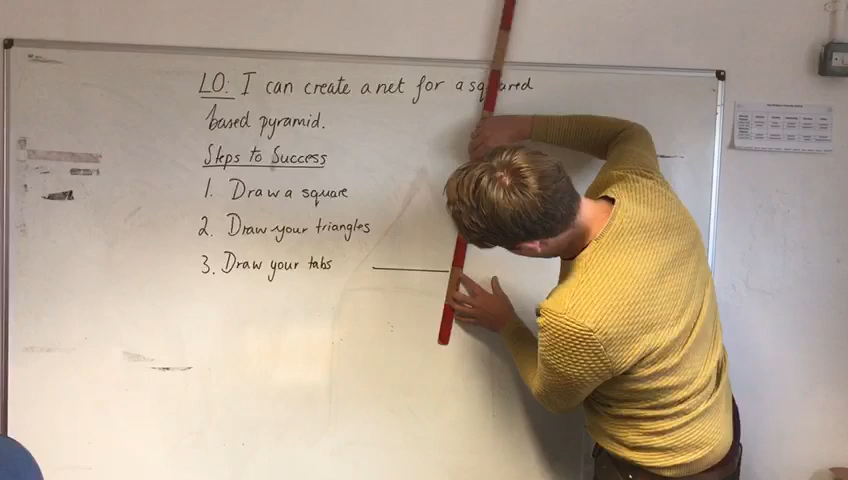 LO: I can create a net for a squared
based pyramid.
Steps to Success
1. Draw a square
2. Draw your triangles
3. Draw your tabs